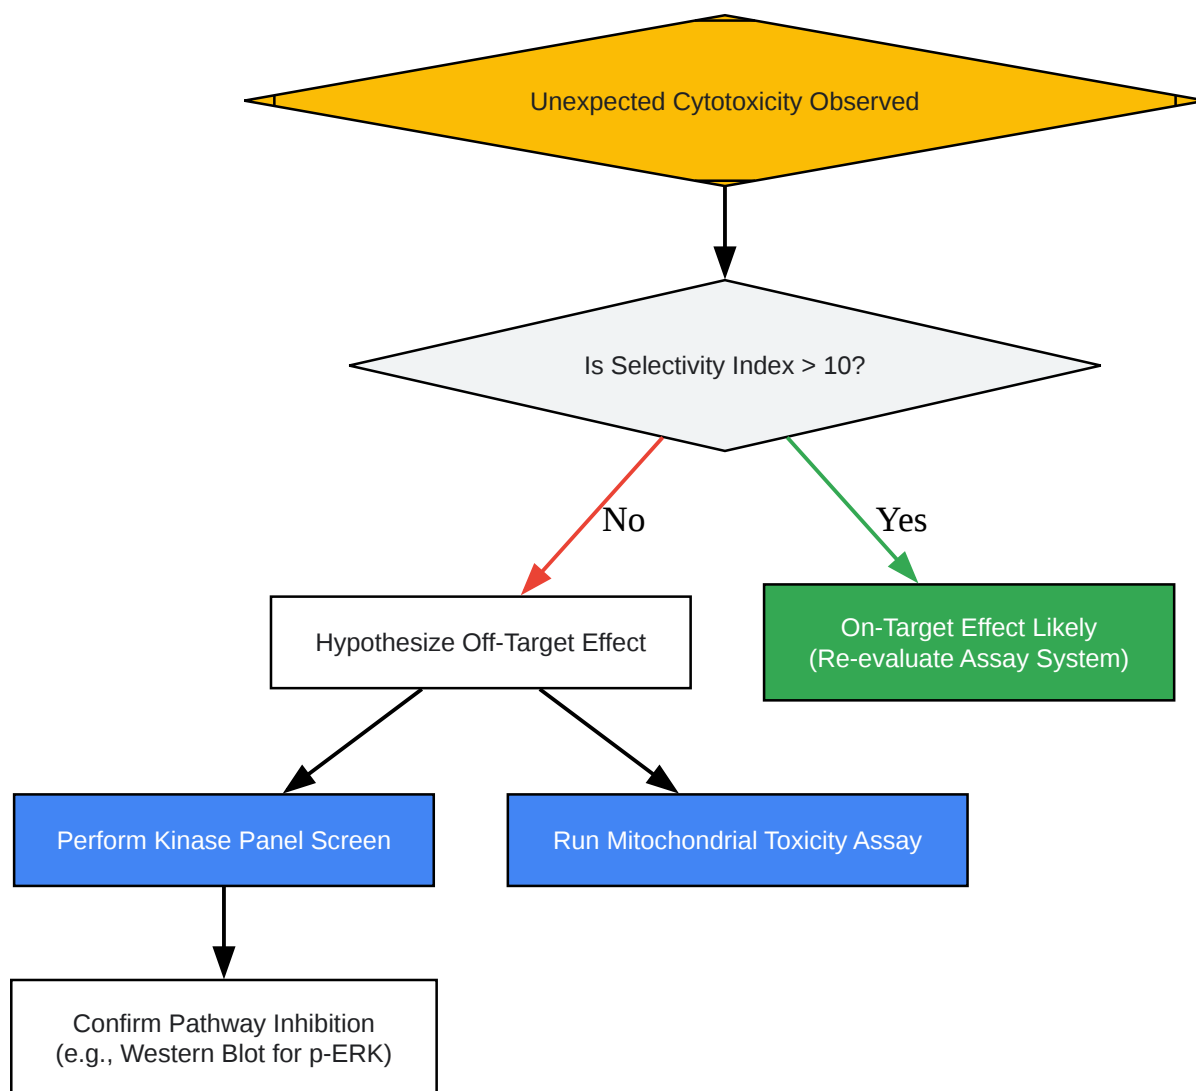 Unexpected Cytotoxicity Observed
Is Selectivity Index > 10?
No
Yes
Hypothesize Off-Target Effect
On-Target Effect Likely
(Re-evaluate Assay System)
Perform Kinase Panel Screen
Run Mitochondrial Toxicity Assay
Confirm Pathway Inhibition
(e.g., Western Blot for p-ERK)